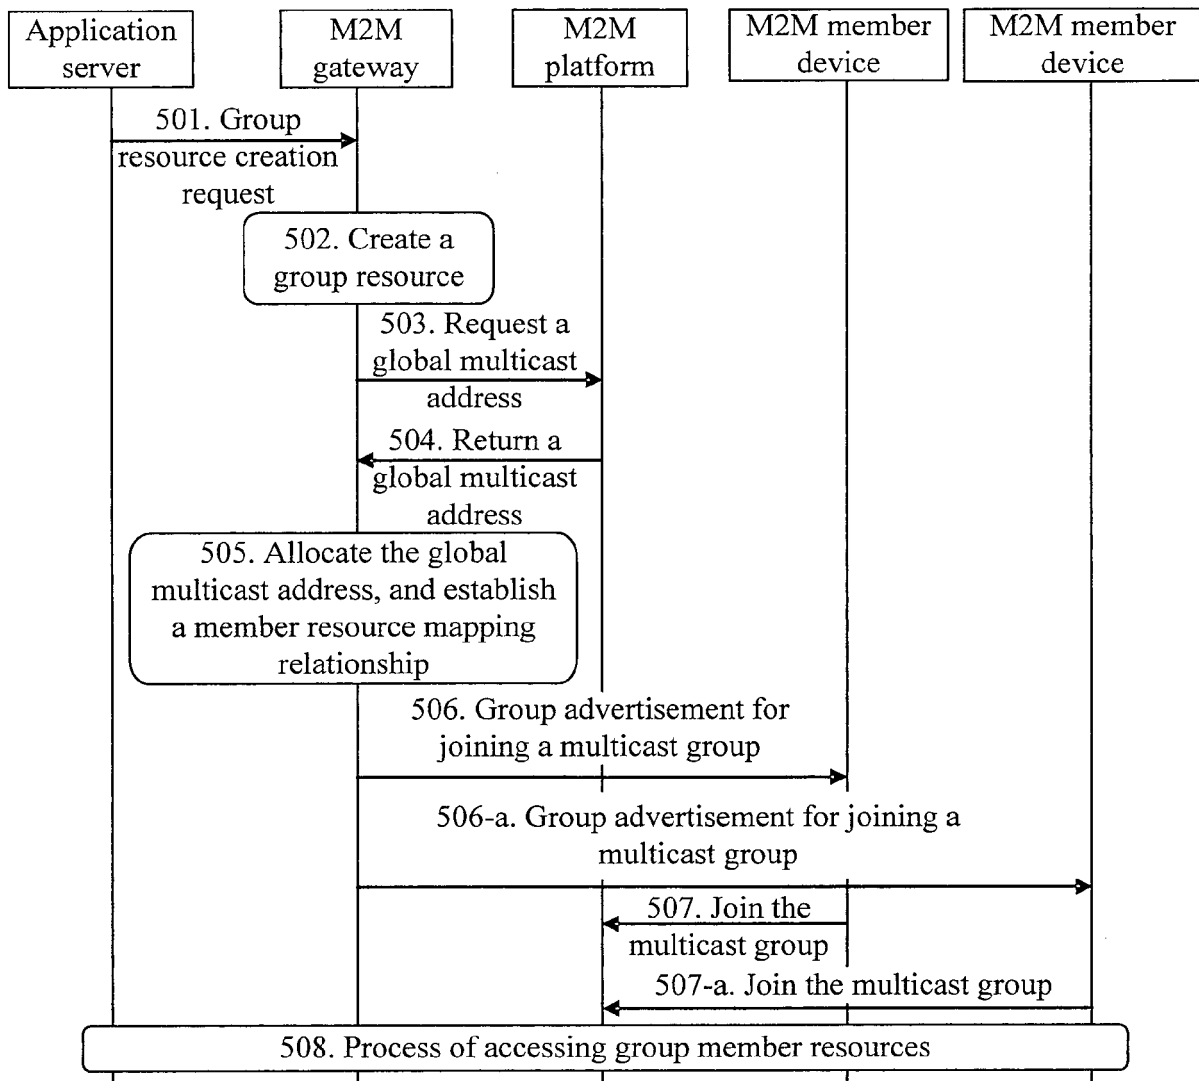 Application
server
M2M
gateway
M2M
platform
M2M member
device
M2M member
device
501. Group
resource creation
request
502. Create a
group resource
503. Request a
global multicast
address
504. Return a
global multicast
address
505. Allocate the global
multicast address, and establish
a member resource mapping
relationship
506. Group advertisement for
joining a multicast group
506-a. Group advertisement for joining a
multicast group
507. Join the
multicast group
507-a. Join the multicast group
508. Process of accessing group member resources